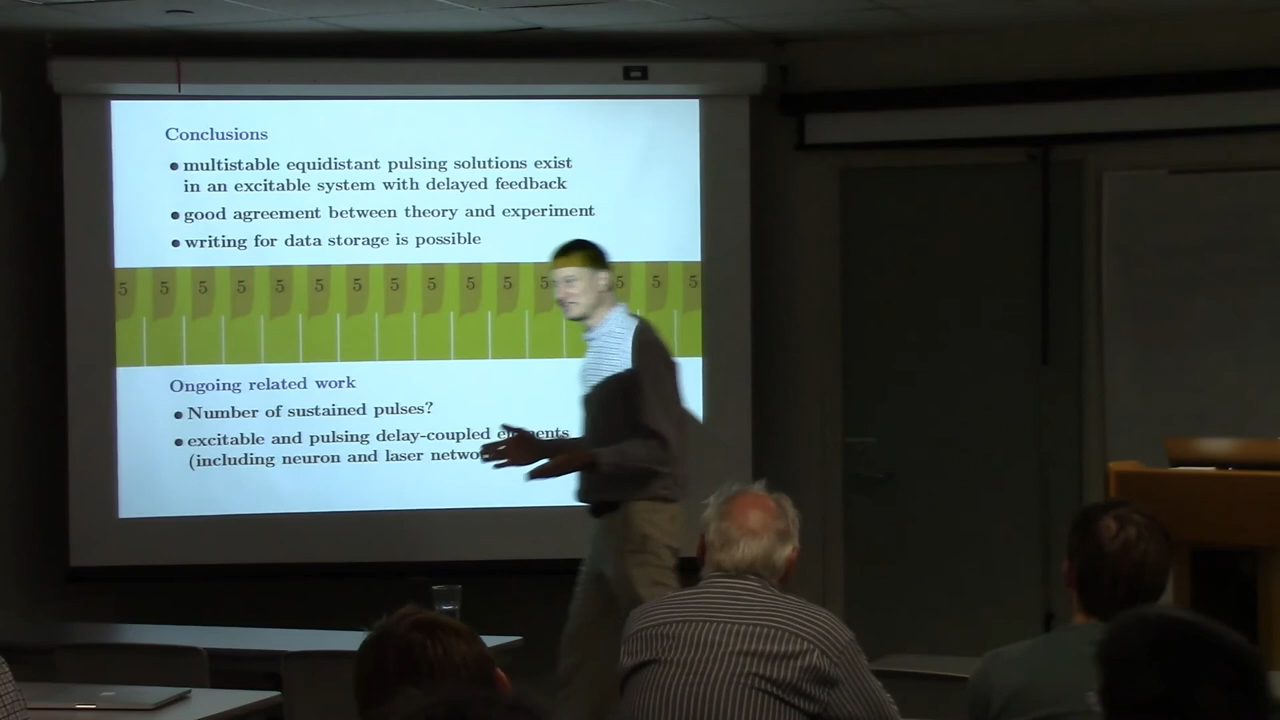 Conclusions
• multistable equidistant pulsing solutions exist
in an excitable system with delayed feedback
• good agreement between theory and experiment
• writing for data storage is possible
5 5 5 5 5 5 5 5 5 5 5 5 5 5 5
Ongoing related work
• Number of sustained pulses?
• excitable and pulsing delay-coupled
(including neuron and laser